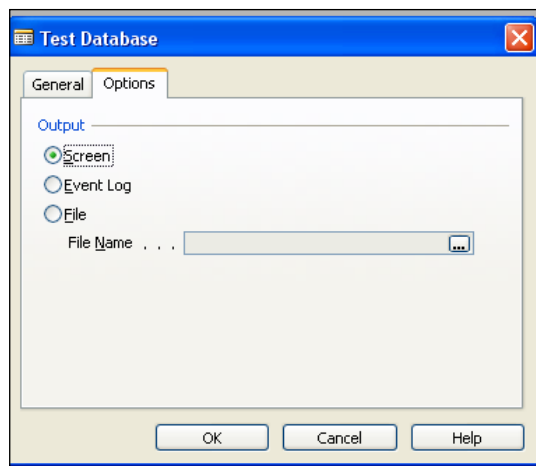 Test Database
General Options
Output
Screen
Event Log
File
File Name . . . ...
OK Cancel Help